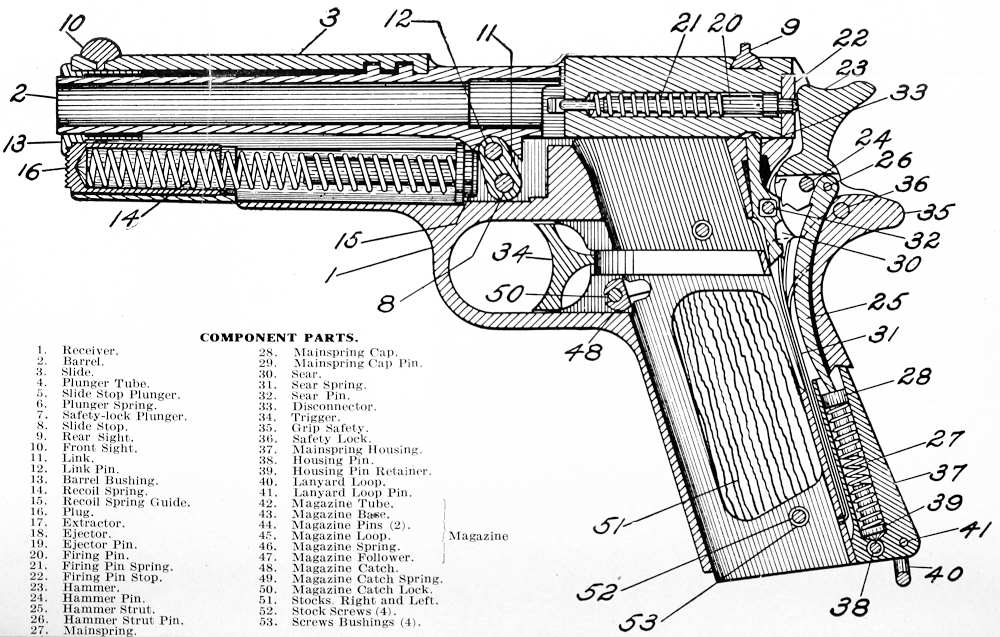 10
3
12
11
21
20
9
22
23
33
2
24
26
13
36
16
35
14
15
32
34
30
1
50
25
8
31
48
28
27
37
51
39
41
52
40
53
38
COMPONENT PARTS.
1. Receiver.
2. Barrel.
3. Slide.
4. Plunger Tube.
5. Slide Stop Plunger.
6. Plunger Spring.
7. Safety-lock Plunger.
8. Slide Stop.
9. Rear Sight.
10. Front Sight.
11. Link.
12. Link Pin.
13. Barrel Bushing.
14. Recoil Spring.
15. Recoil Spring Guide.
16. Plug.
17. Extractor.
18. Ejector.
19. Ejector Pin.
20. Firing Pin.
21. Firing Pin Spring.
22. Firing Pin Stop.
23. Hammer.
24. Hammer Pin.
25. Hammer Strut.
26. Hammer Strut Pin.
27. Mainspring.
28. Mainspring Cap.
29. Mainspring Cap Pin.
30. Sear.
31. Sear Spring.
32. Sear Pin.
33. Disconnector.
34. Trigger.
35. Grip Safety.
36. Safety Lock.
37. Mainspring Housing.
38. Housing Pin.
39. Housing Pin Retainer.
40. Lanyard Loop.
41. Lanyard Loop Pin.
42. Magazine Tube.
43. Magazine Base.
44. Magazine Pins (2).
45. Magazine Loop.
46. Magazine Spring.
47. Magazine Follower.
Magazine
48. Magazine Catch.
49. Magazine Catch Spring.
50. Magazine Catch Lock.
51. Stocks. Right and Left.
52. Stock Screws (4).
53. Screws Bushings (4).